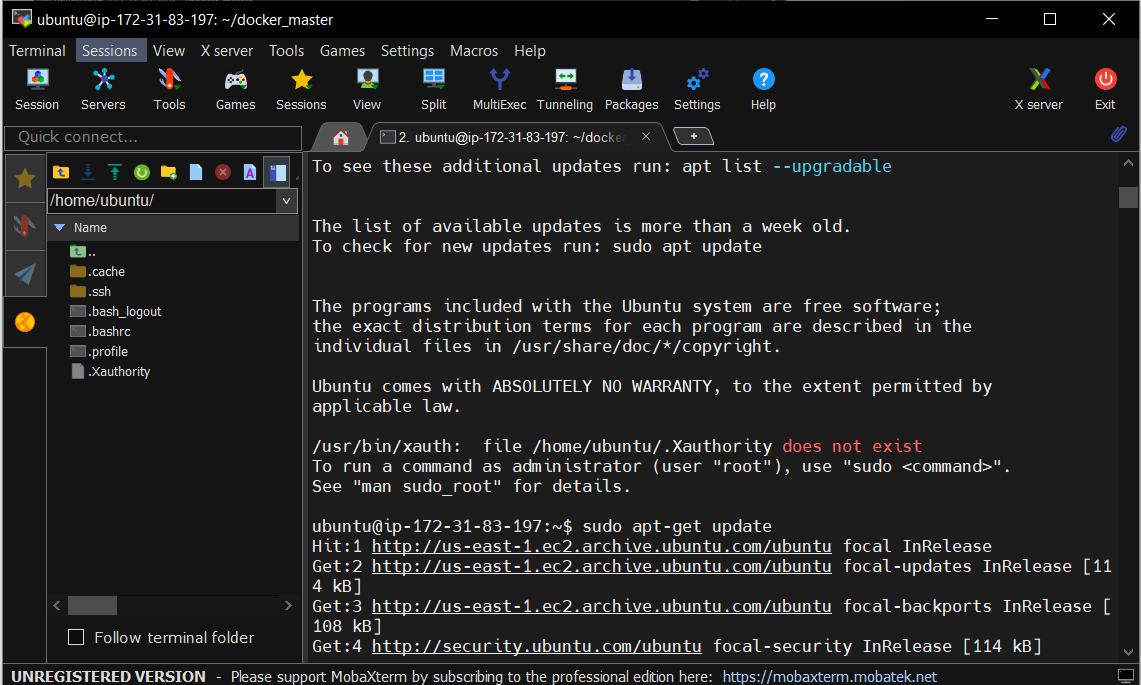 ubuntu@ip-172-31-83-197: ~/docker_master
Terminal Sessions View X server Tools Games Settings Macros Help
Session Servers Tools Games Sessions View Split MultiExec Tunneling Packages Settings Help X server Exit
Quick connect...
2. ubuntu@ip-172-31-83-197: ~/docker
/home/ubuntu/
Name
..
.cache
.ssh
.bash_logout
.bashrc
.profile
.Xauthority
Follow terminal folder
To see these additional updates run: apt list --upgradable
The list of available updates is more than a week old.
To check for new updates run: sudo apt update
The programs included with the Ubuntu system are free software;
the exact distribution terms for each program are described in the
individual files in /usr/share/doc/*/copyright.
Ubuntu comes with ABSOLUTELY NO WARRANTY, to the extent permitted by
applicable law.
/usr/bin/xauth:  file /home/ubuntu/.Xauthority does not exist
To run a command as administrator (user "root"), use "sudo <command>".
See "man sudo_root" for details.
ubuntu@ip-172-31-83-197:~$ sudo apt-get update
Hit:1 http://us-east-1.ec2.archive.ubuntu.com/ubuntu focal InRelease
Get:2 http://us-east-1.ec2.archive.ubuntu.com/ubuntu focal-updates InRelease [11
4 kB]
Get:3 http://us-east-1.ec2.archive.ubuntu.com/ubuntu focal-backports InRelease [
108 kB]
Get:4 http://security.ubuntu.com/ubuntu focal-security InRelease [114 kB]
UNREGISTERED VERSION - Please support MobaXterm by subscribing to the professional edition here: https://mobaxterm.mobatek.net